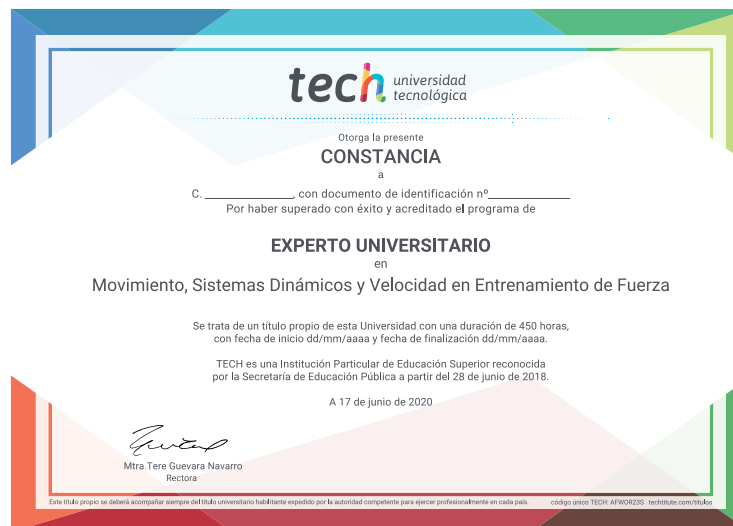 tech universidad
tecnológica
Otorga la presente
CONSTANCIA
a
C. ______________, con documento de identificación nº______________
Por haber superado con éxito y acreditado el programa de
EXPERTO UNIVERSITARIO
en
Movimiento, Sistemas Dinámicos y Velocidad en Entrenamiento de Fuerza
Se trata de un título propio de esta Universidad con una duración de 450 horas,
con fecha de inicio dd/mm/aaaa y fecha de finalización dd/mm/aaaa.
TECH es una Institución Particular de Educación Superior reconocida
por la Secretaría de Educación Pública a partir del 28 de junio de 2018.
A 17 de junio de 2020
Mtra.Tere Guevara Navarro
Rectora
Este título propio se deberá acompañar siempre del título universitario habilitante expedido por la autoridad competente para ejercer profesionalmente en cada país. código único TECH: AFWOR23S techtitute.com/titulos